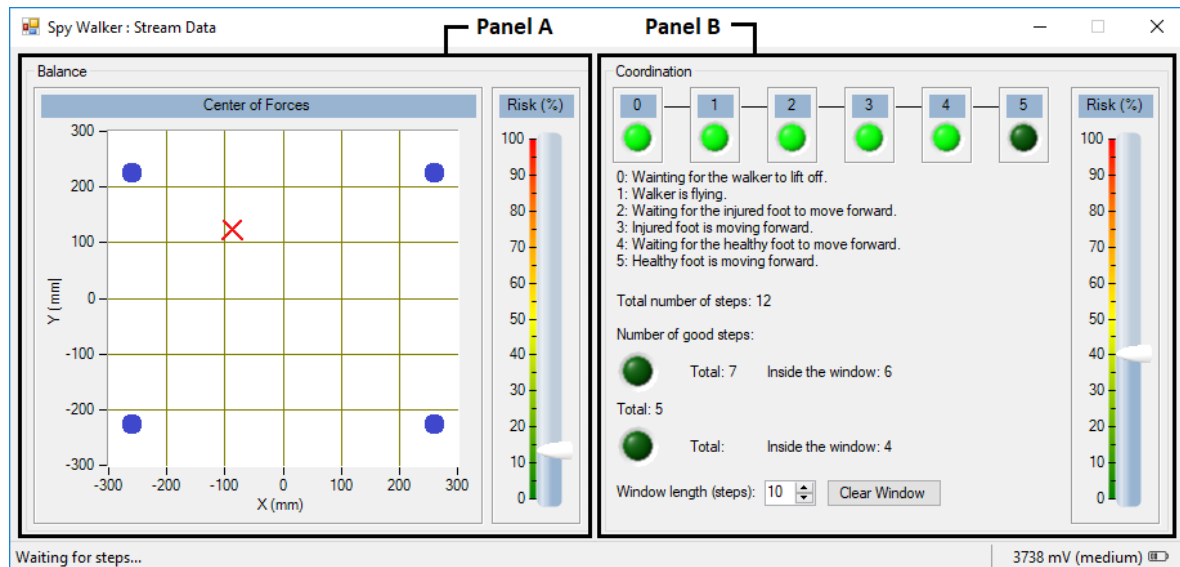 Spy Walker : Stream Data
Panel A
Panel B
Balance
Center of Forces
Risk (%)
300
200
100
0
-100
-200
-300
Y (mm|
-300 -200 -100 0 100 200 300
X (mm)
100
90
80
70
60
50
40
30
20
10
0
Coordination
0 1 2 3 4 5
Risk (%)
0: Wainting for the walker to lift off.
1: Walker is flying.
2: Waiting for the injured foot to move forward.
3: Injured foot is moving forward.
4: Waiting for the healthy foot to move forward.
5: Healthy foot is moving forward.
Total number of steps: 12
Number of good steps:
Total: 7 Inside the window: 6
Total: 5
Total: Inside the window: 4
Window length (steps): 10 Clear Window
100
90
80
70
60
50
40
30
20
10
0
Waiting for steps...
3738 mV (medium)